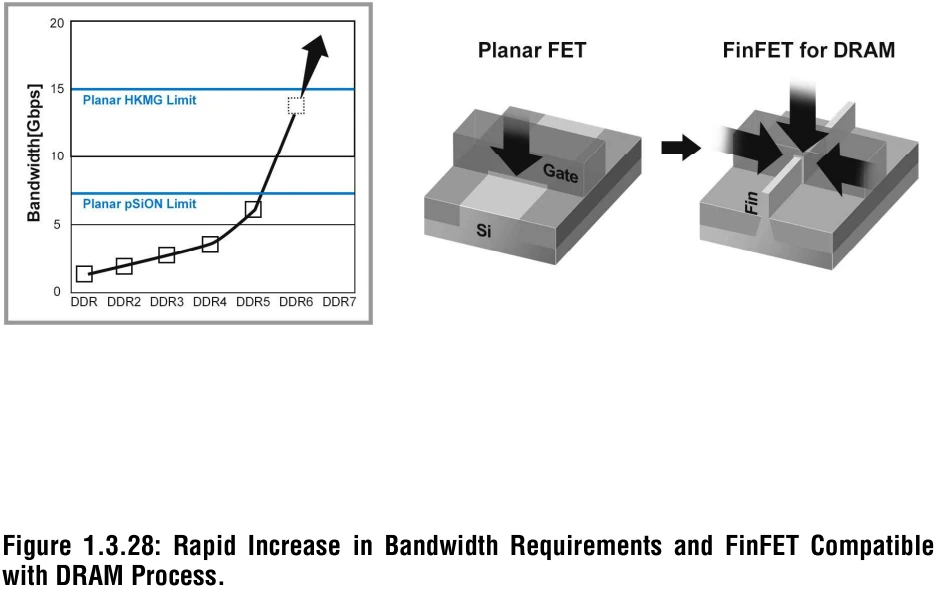 Bandwidth[Gbps]
20
15
10
5
0
Planar HKMG Limit
Planar pSiON Limit
DDR DDR2 DDR3 DDR4 DDR5 DDR6 DDR7
Planar FET
Gate
Si
FinFET for DRAM
Fin
Figure 1.3.28: Rapid Increase in Bandwidth Requirements and FinFET Compatible
with DRAM Process.